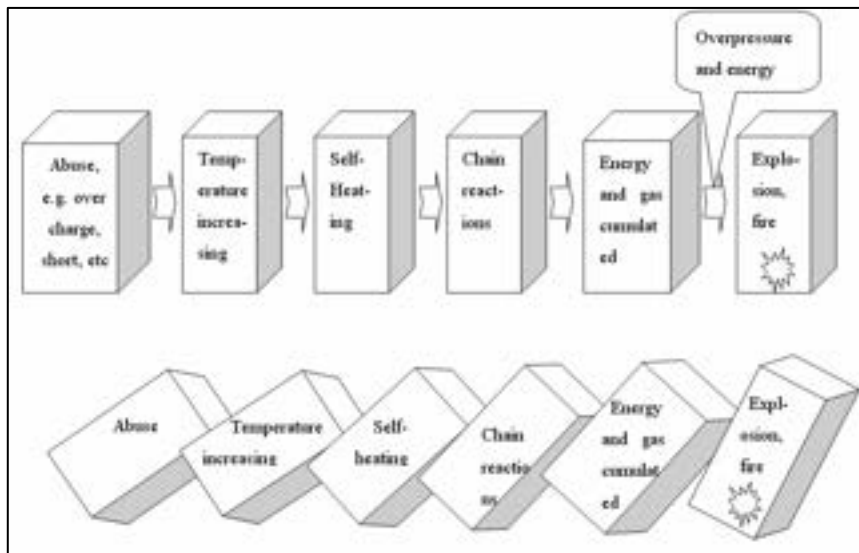 Overpressure
and energy
Abuse,
e.g. over
charge,
short, etc
Temp-
erature
increa-
sing
Self-
Heat-
ing
Chain
react-
ions
Energy
and gas
cumulat
ed
Explo-
sion,
fire
Abuse
Temperature
increasing
Self-
heating
Chain
reactio
ns
Energy
and gas
cumulat
ed
Expl-
osion,
fire